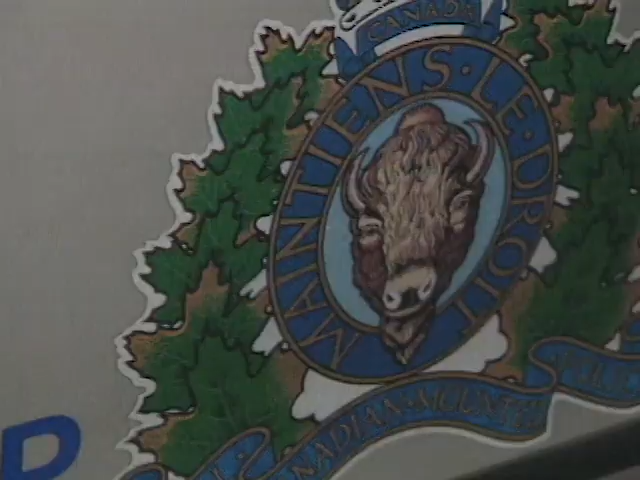 CANADA
MAINTIENS · LE · DROIT
CANADIAN · MOUNTED